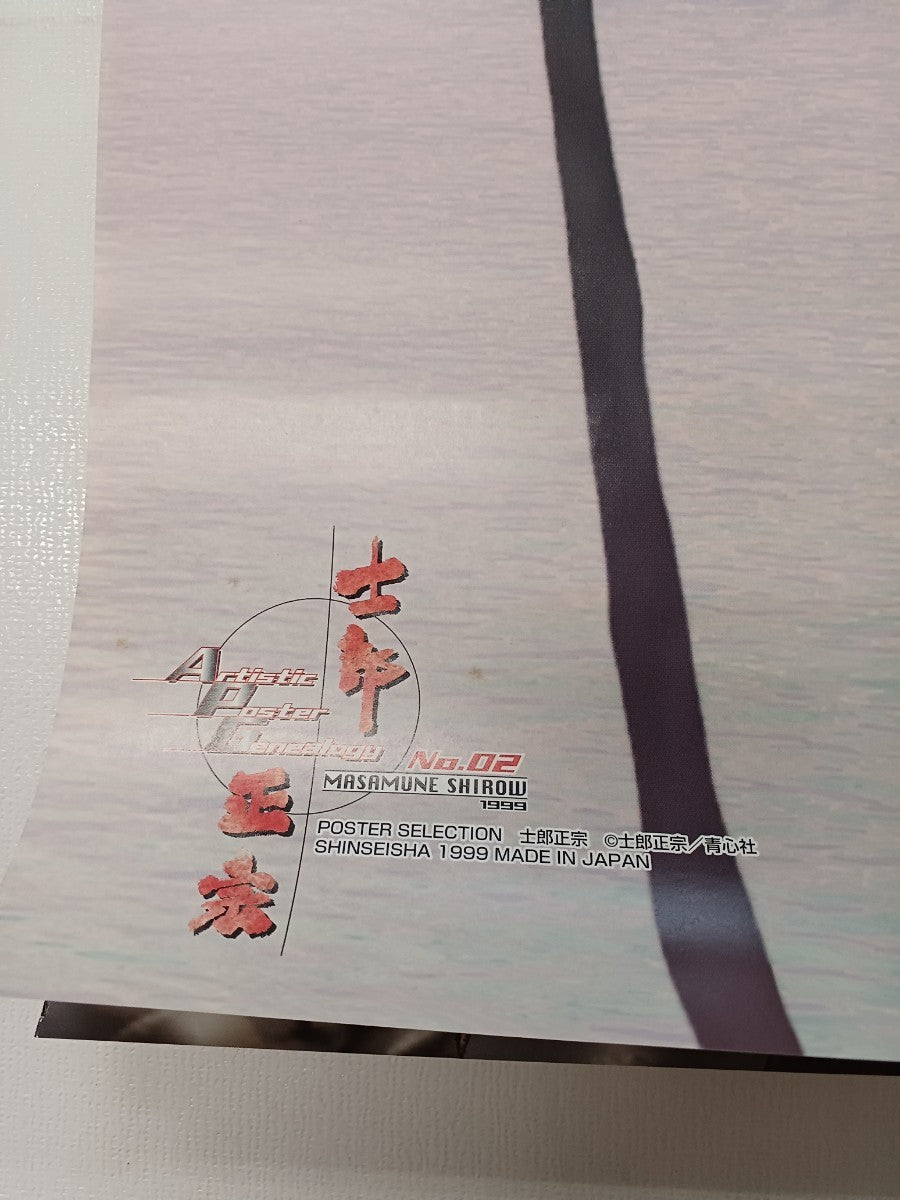 士郎
Artistic
Poster
Genealogy No.02
MASAMUNE SHIROW
1999
正宗
POSTER SELECTION 士郎正宗 ©士郎正宗／青心社
SHINSEISHA 1999 MADE IN JAPAN